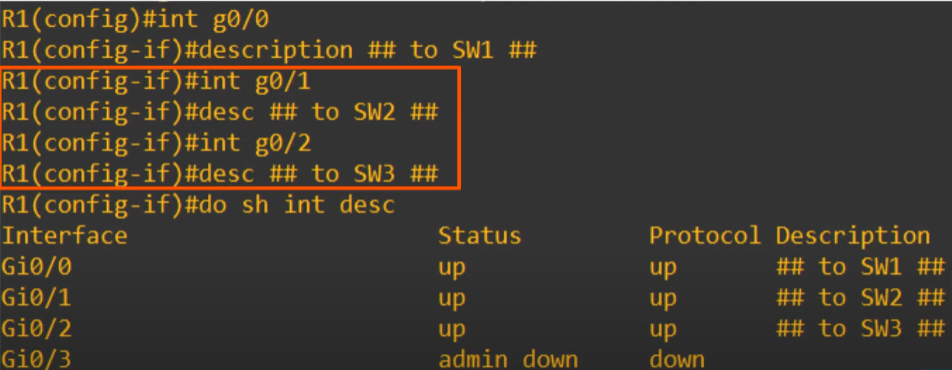 R1(config)#int g0/0
R1(config-if)#description ## to SW1 ##
R1(config-if)#int g0/1
R1(config-if)#desc ## to SW2 ##
R1(config-if)#int g0/2
R1(config-if)#desc ## to SW3 ##
R1(config-if)#do sh int desc
Interface Status Protocol Description
Gi0/0 up up ## to SW1 ##
Gi0/1 up up ## to SW2 ##
Gi0/2 up up ## to SW3 ##
Gi0/3 admin down down